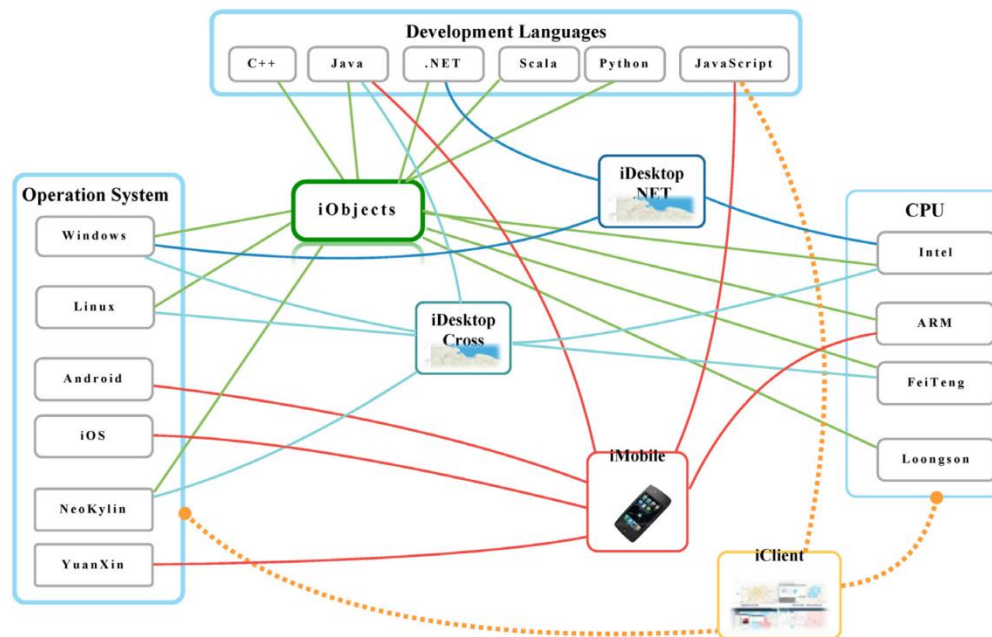 Development Languages
C++
Java
.NET
Scala
Python
JavaScript
Operation System
Windows
Linux
Android
iOS
NeoKylin
YuanXin
iObjects
iDesktop
.NET
iDesktop
Cross
iMobile
iClient
CPU
Intel
ARM
FeiTeng
Loongson